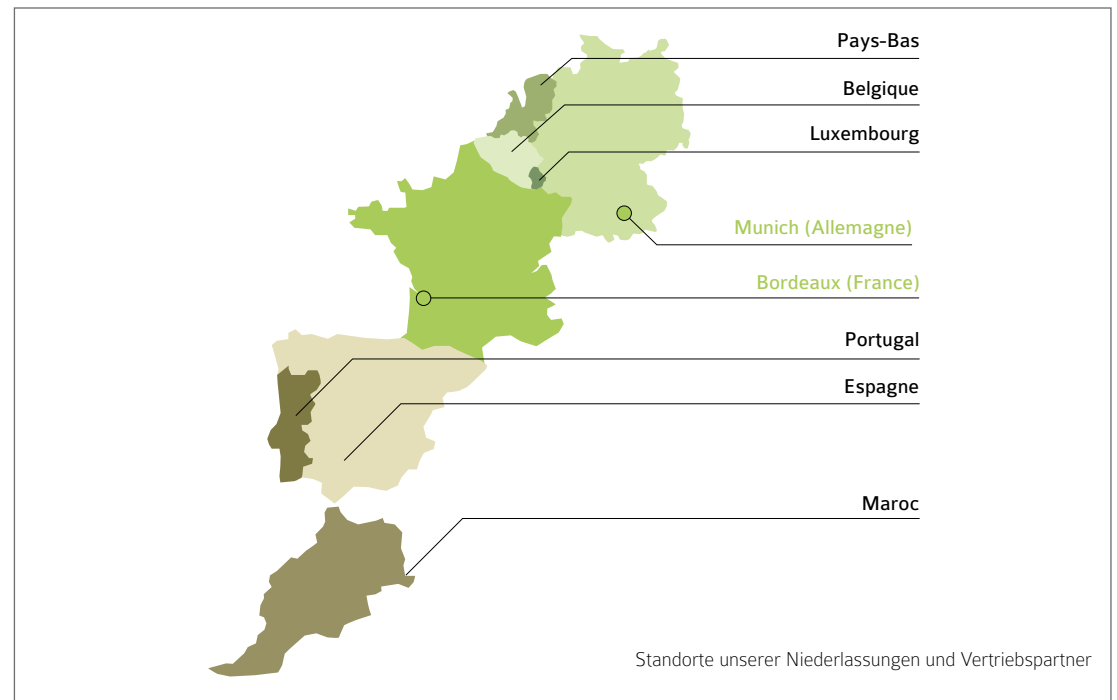 Pays-Bas
Belgique
Luxembourg
Munich (Allemagne)
Bordeaux (France)
Portugal
Espagne
Maroc
Standorte unserer Niederlassungen und Vertriebspartner